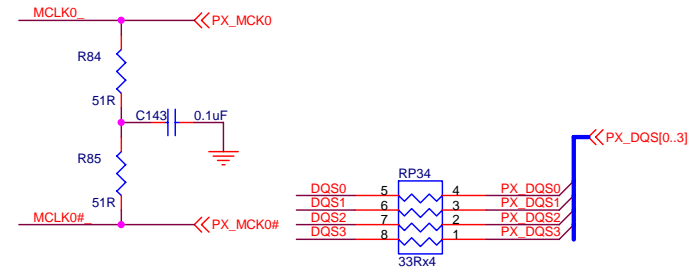 MCLK0_
PX_MCK0
R84
51R
C143
0.1uF
R85
51R
MCLK0#_
PX_MCK0#
PX_DQS[0..3]
RP34
DQS0 5 4 PX_DQS0
DQS1 6 3 PX_DQS1
DQS2 7 2 PX_DQS2
DQS3 8 1 PX_DQS3
33Rx4